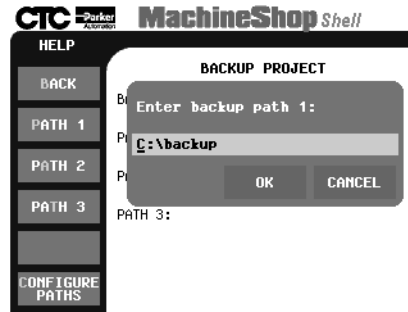 CTC Parker Automation MachineShop Shell
HELP
BACKUP PROJECT
BACK
Enter backup path 1:
PATH 1
C:\backup
PATH 2
OK CANCEL
PATH 3
PATH 3:
CONFIGURE
PATHS